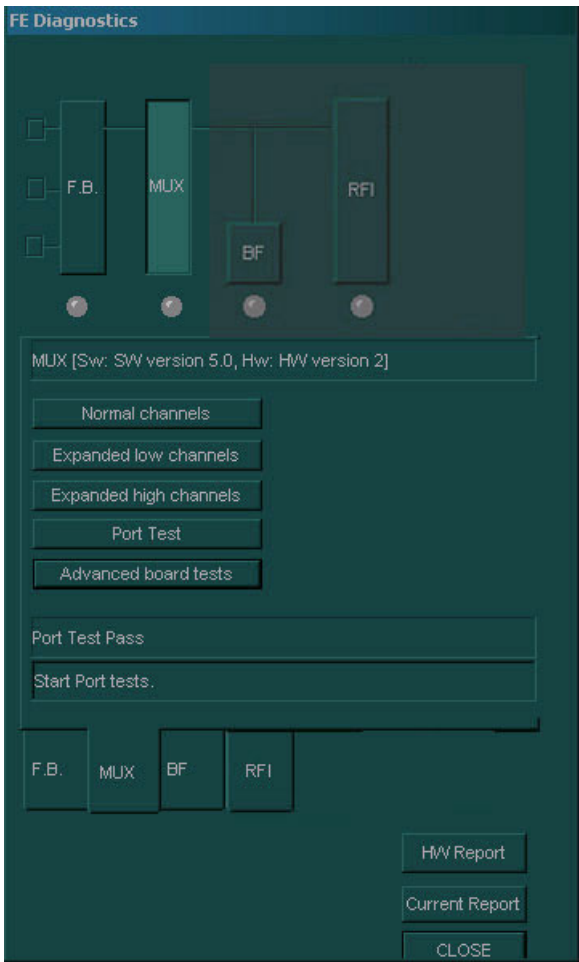 FE Diagnostics
F.B.
MUX
BF
RFI
MUX [Sw: SW version 5.0, Hw: HW version 2]
Normal channels
Expanded low channels
Expanded high channels
Port Test
Advanced board tests
Port Test Pass
Start Port tests.
F.B.
MUX
BF
RFI
HW Report
Current Report
CLOSE